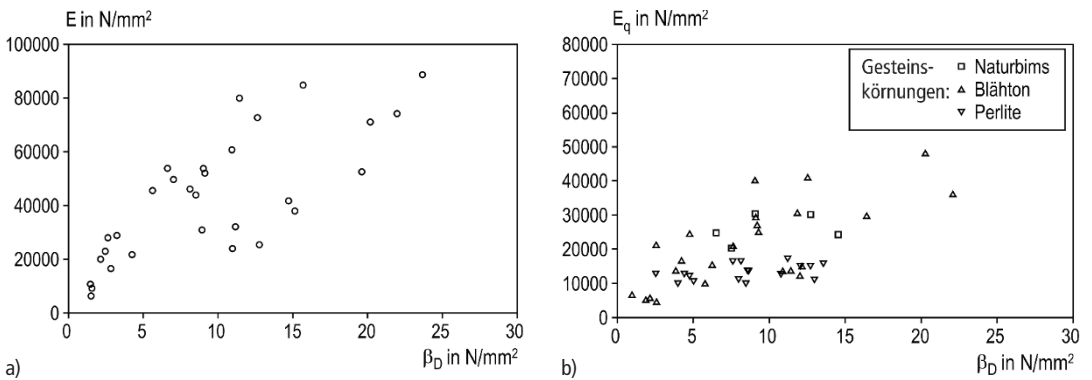 E in N/mm²
100000
80000
60000
40000
20000
0
0 5 10 15 20 25 30
β_D in N/mm²
a)
E_q in N/mm²
80000
70000
60000
50000
40000
30000
20000
10000
0
0 5 10 15 20 25 30
β_D in N/mm²
b)
Gesteins- □ Naturbims
körnungen: △ Blähton
▽ Perlite